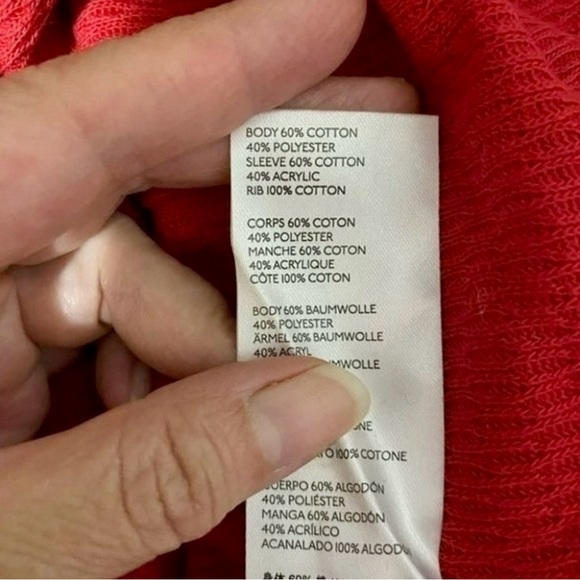 BODY 60% COTTON
40% POLYESTER
SLEEVE 60% COTTON
40% ACRYLIC
RIB 100% COTTON
CORPS 60% COTON
40% POLYESTER
MANCHE 60% COTON
40% ACRYLIQUE
CÔTE 100% COTON
BODY 60% BAUMWOLLE
40% POLYESTER
ÄRMEL 60% BAUMWOLLE
40% ACRYL
100% COTONE
60% ALGODÓN
40% POLIÉSTER
MANGA 60% ALGODÓN
40% ACRÍLICO
ACANALADO 100%